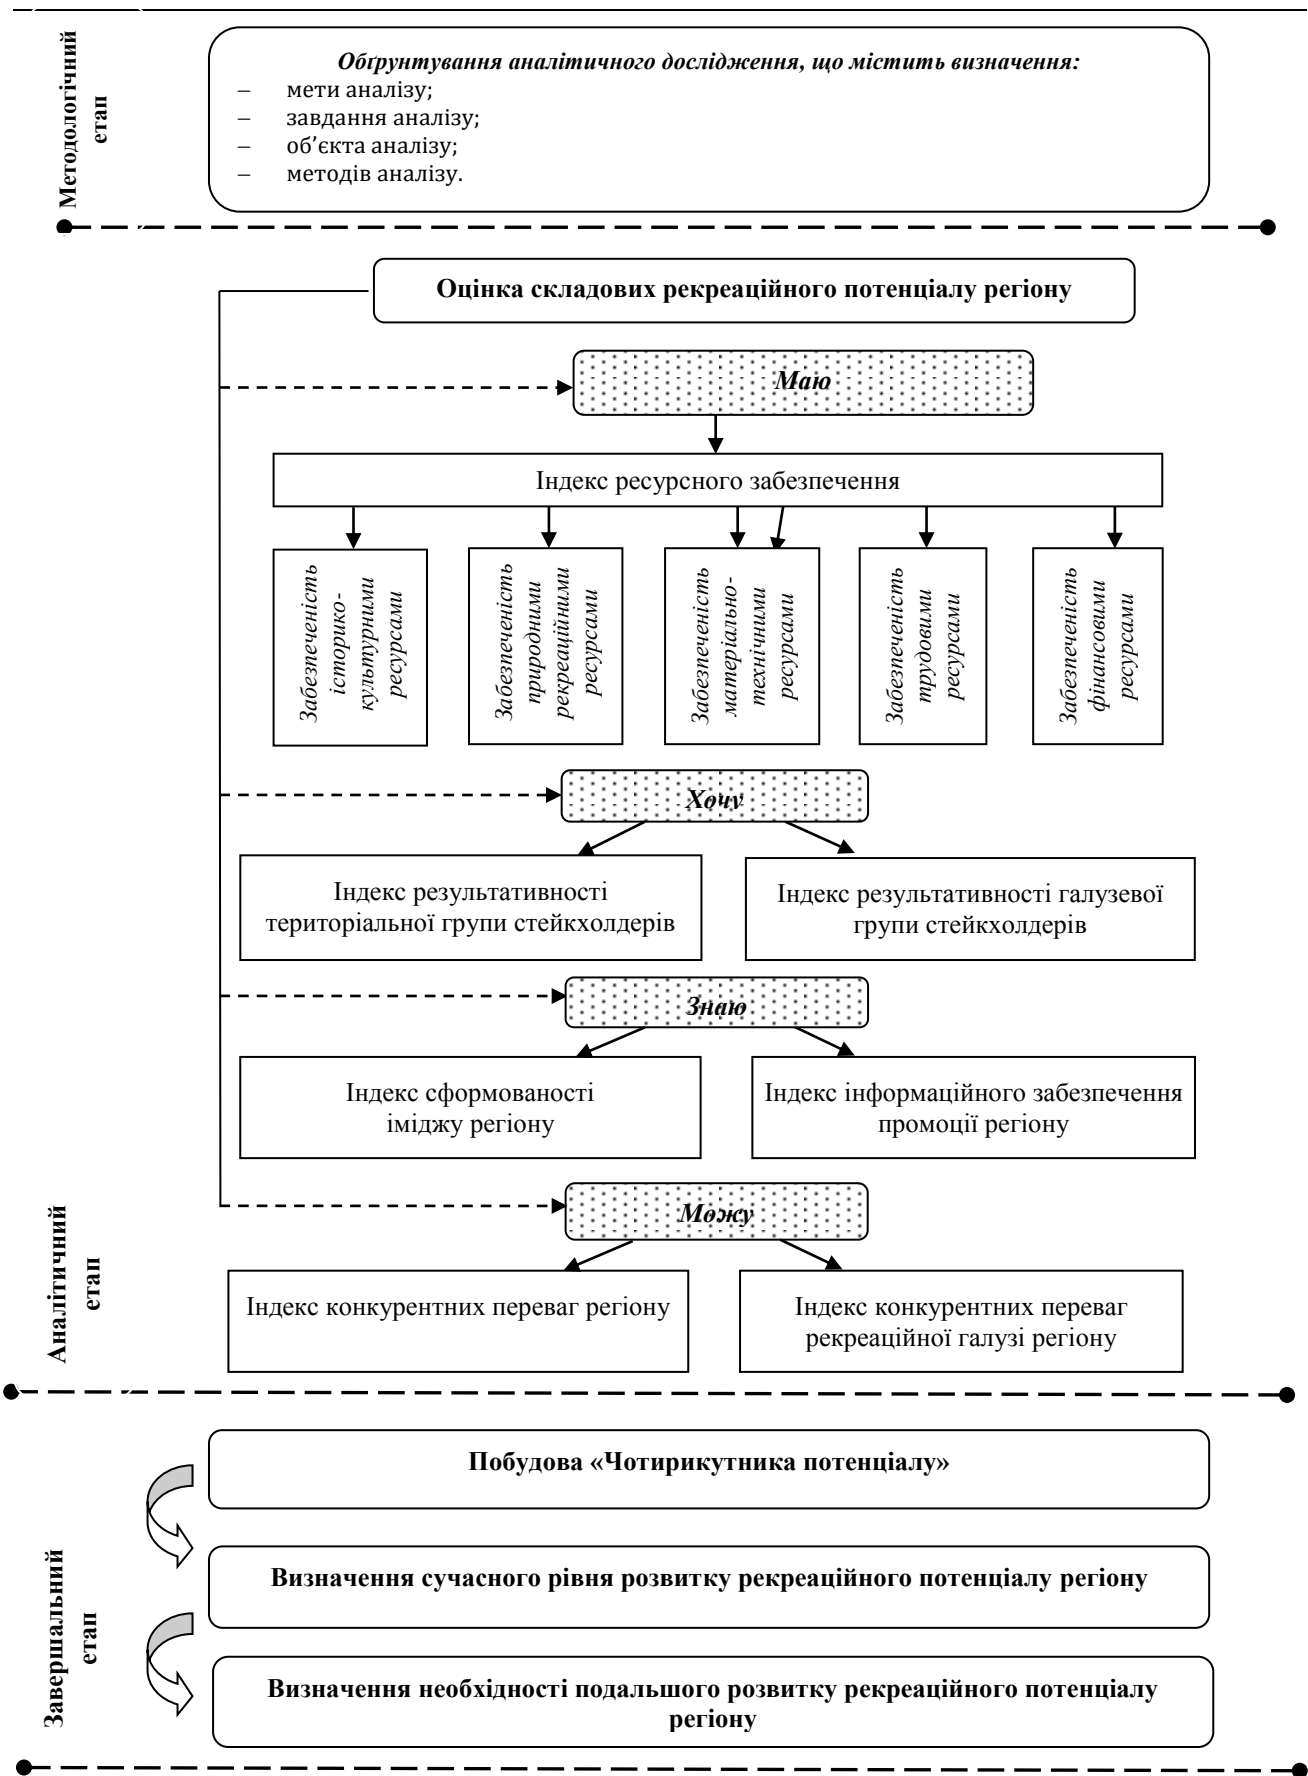 Методологічний
етап
Обґрунтування аналітичного дослідження, що містить визначення:
– мети аналізу;
– завдання аналізу;
– об’єкта аналізу;
– методів аналізу.
Оцінка складових рекреаційного потенціалу регіону
Маю
Індекс ресурсного забезпечення
Забезпеченість
історико-
культурними
ресурсами
Забезпеченість
природними
рекреаційними
ресурсами
Забезпеченість
матеріально-
технічними
ресурсами
Забезпеченість
трудовими
ресурсами
Забезпеченість
фінансовими
ресурсами
Хочу
Індекс результативності
територіальної групи стейкхолдерів
Індекс результативності галузевої
групи стейкхолдерів
Знаю
Індекс сформованості
іміджу регіону
Індекс інформаційного забезпечення
промоції регіону
Аналітичний
етап
Можу
Індекс конкурентних переваг регіону
Індекс конкурентних переваг
рекреаційної галузі регіону
Завершальний
етап
Побудова «Чотирикутника потенціалу»
Визначення сучасного рівня розвитку рекреаційного потенціалу регіону
Визначення необхідності подальшого розвитку рекреаційного потенціалу
регіону